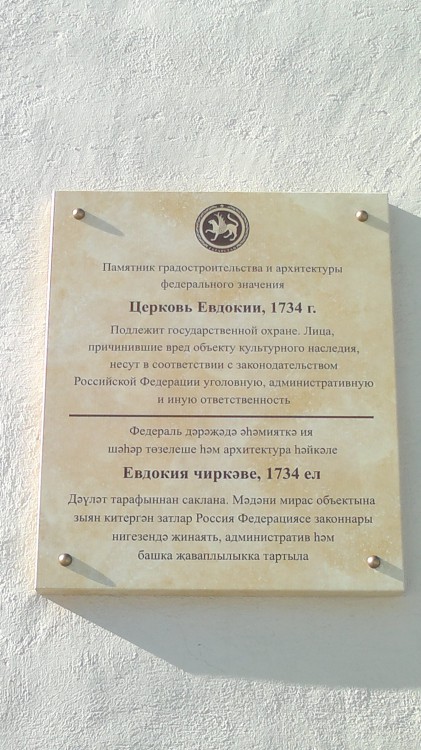 Памятник градостроительства и архитектуры
федерального значения
Церковь Евдокии, 1734 г.
Подлежит государственной охране. Лица,
причинившие вред объекту культурного наследия,
несут в соответствии с законодательством
Российской Федерации уголовную, административную
и иную ответственность
Федераль дәрәҗәдә әһәмияткә ия
шәһәр төзелеше һәм архитектура һәйкәле
Евдокия чиркәве, 1734 ел
Дәүләт тарафыннан саклана. Мәдәни мирас объектына
зыян китергән затлар Россия Федерациясе законнары
нигезендә җинаять, административ һәм
башка җаваплылыкка тартыла